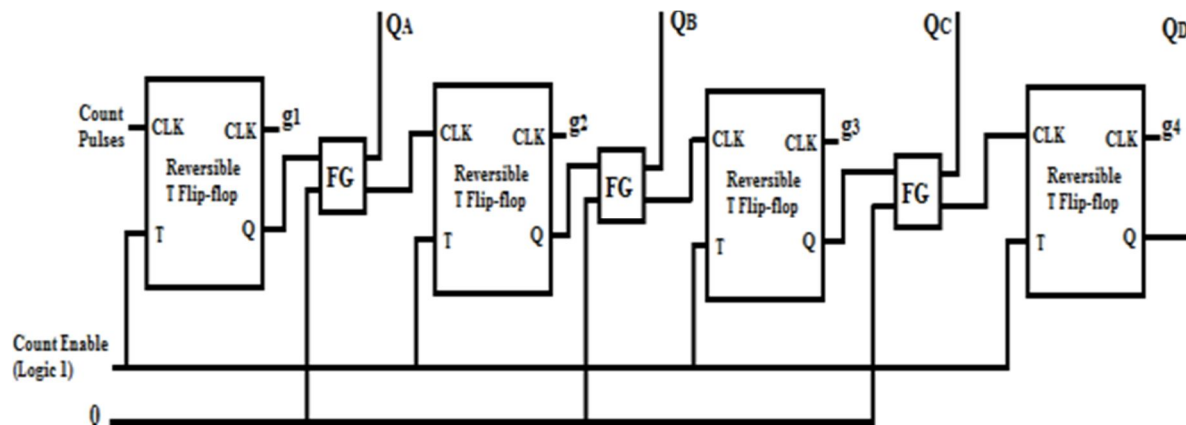 QA
QB
QC
QD
Count
Pulses
CLK
CLK
g1
Reversible
T Flip-flop
T
Q
FG
CLK
CLK
g2
Reversible
T Flip-flop
T
Q
FG
CLK
CLK
g3
Reversible
T Flip-flop
T
Q
FG
CLK
CLK
g4
Reversible
T Flip-flop
T
Q
Count Enable
(Logic 1)
0